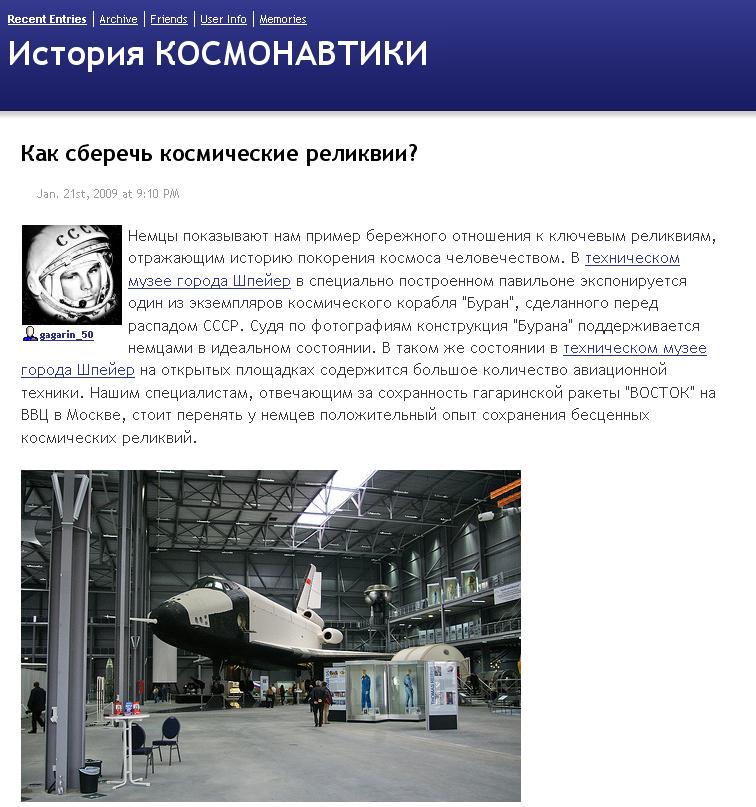 Recent Entries | Archive | Friends | User Info | Memories
История КОСМОНАВТИКИ
Как сберечь космические реликвии?
Jan. 21st, 2009 at 9:10 PM
СССР
gagarin_50
Немцы показывают нам пример бережного отношения к ключевым реликвиям,
отражающим историю покорения космоса человечеством. В техническом
музее города Шпейер в специально построенном павильоне экспонируется
один из экземпляров космического корабля "Буран", сделанного перед
распадом СССР. Судя по фотографиям конструкция "Бурана" поддерживается
немцами в идеальном состоянии. В таком же состоянии в техническом музее
города Шпейер на открытых площадках содержится большое количество авиационной
техники. Нашим специалистам, отвечающим за сохранность гагаринской ракеты "ВОСТОК" на
ВВЦ в Москве, стоит перенять у немцев положительный опыт сохранения бесценных
космических реликвий.